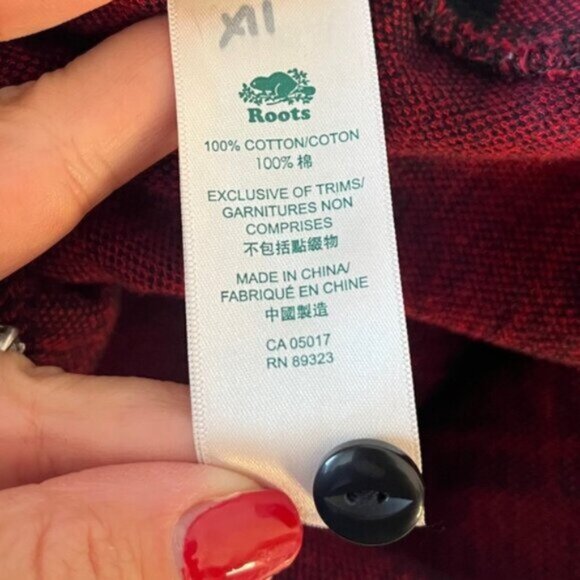 XII
Roots
100% COTTON/COTON
100% 棉
EXCLUSIVE OF TRIMS/
GARNITURES NON
COMPRISES
不包括點綴物
MADE IN CHINA/
FABRIQUÉ EN CHINE
中國製造
CA 05017
RN 89323